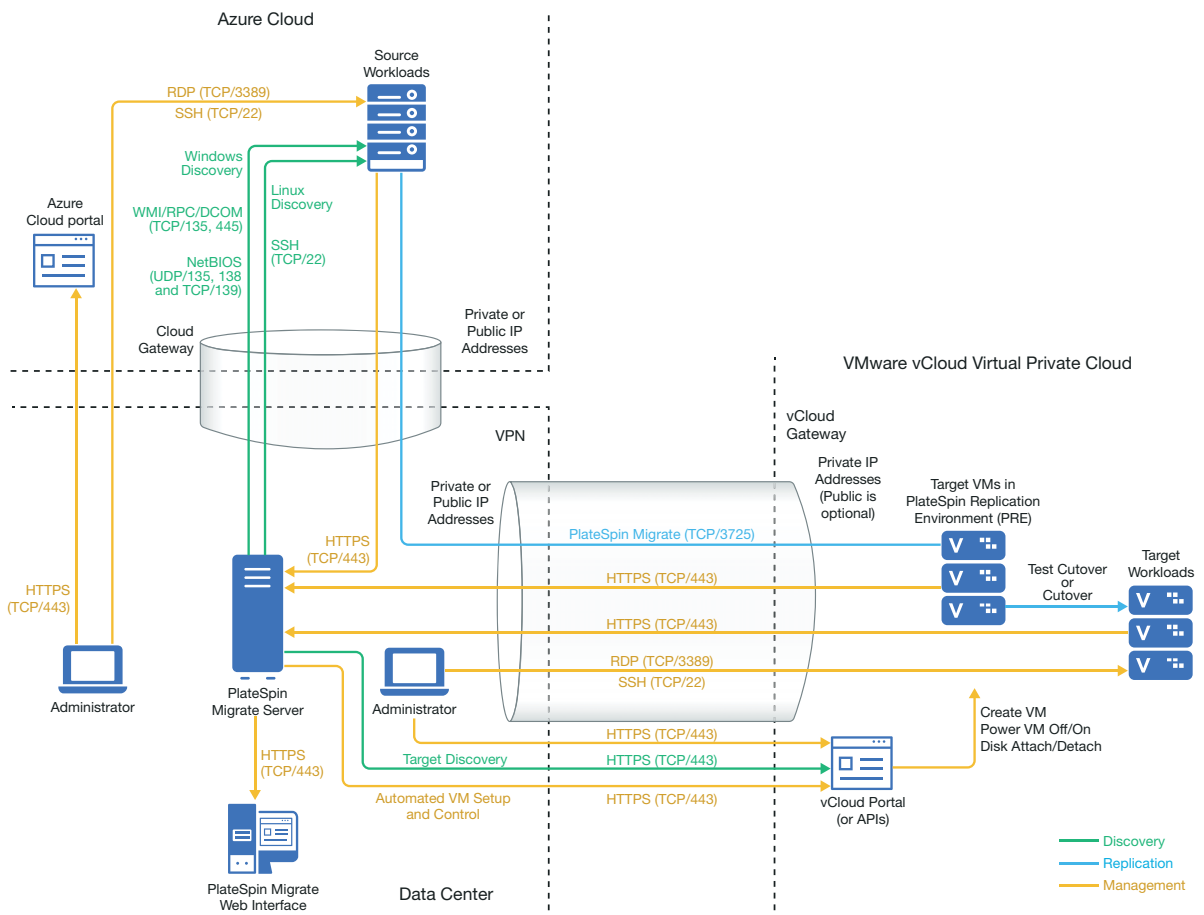 Azure Cloud
Source
Workloads
RDP (TCP/3389)
SSH (TCP/22)
Windows
Discovery
Linux
Discovery
WMI/RPC/DCOM
(TCP/135, 445)
SSH
(TCP/22)
NetBIOS
(UDP/135, 138
and TCP/139)
Azure
Cloud portal
Cloud
Gateway
Private or
Public IP
Addresses
VMware vCloud Virtual Private Cloud
VPN
vCloud
Gateway
Private or
Public IP
Addresses
Private IP
Addresses
(Public is
optional)
Target VMs in
PlateSpin Replication
Environment (PRE)
PlateSpin Migrate (TCP/3725)
HTTPS
(TCP/443)
HTTPS (TCP/443)
V
V
V
Test Cutover
or
Cutover
Target
Workloads
V
V
V
HTTPS
(TCP/443)
HTTPS (TCP/443)
RDP (TCP/3389)
SSH (TCP/22)
Administrator
PlateSpin
Migrate Server
Administrator
HTTPS (TCP/443)
Create VM
Power VM Off/On
Disk Attach/Detach
HTTPS
(TCP/443)
Target Discovery
HTTPS (TCP/443)
Automated VM Setup
and Control
HTTPS (TCP/443)
vCloud Portal
(or APIs)
PlateSpin Migrate
Web Interface
Data Center
Discovery
Replication
Management